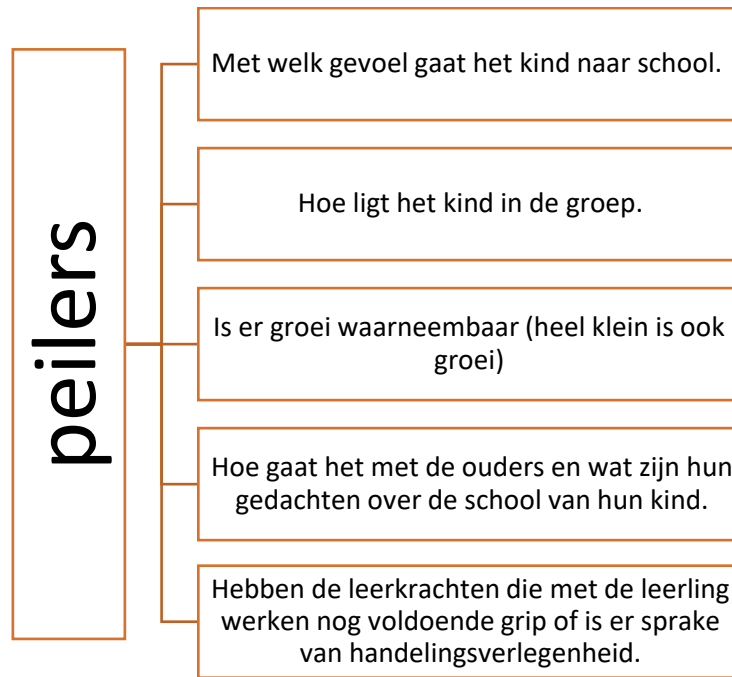 peilers
Met welk gevoel gaat het kind naar school.
Hoe ligt het kind in de groep.
Is er groei waarneembaar (heel klein is ook
groei)
Hoe gaat het met de ouders en wat zijn hun
gedachten over de school van hun kind.
Hebben de leerkrachten die met de leerling
werken nog voldoende grip of is er sprake
van handelingsverlegenheid.